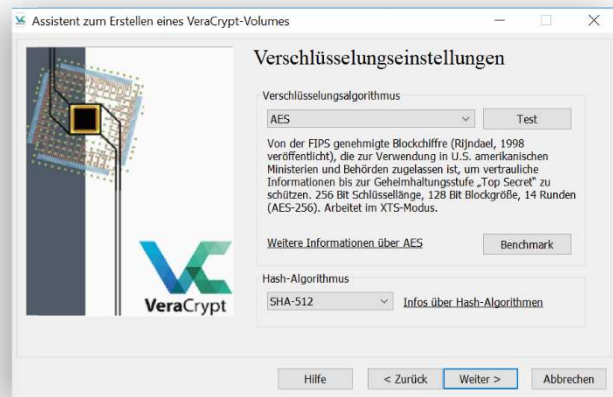 Assistent zum Erstellen eines VeraCrypt-Volumes
Verschlüsselungseinstellungen
Verschlüsselungsalgorithmus
AES
Test
Von der FIPS genehmigte Blockchiffre (Rijndael, 1998
veröffentlicht), die zur Verwendung in U.S. amerikanischen
Ministerien und Behörden zugelassen ist, um vertrauliche
Informationen bis zur Geheimhaltungsstufe „Top Secret" zu
schützen. 256 Bit Schlüssellänge, 128 Bit Blockgröße, 14 Runden
(AES-256). Arbeitet im XTS-Modus.
Weitere Informationen über AES
Benchmark
Hash-Algorithmus
SHA-512
Infos über Hash-Algorithmen
VeraCrypt
Hilfe
< Zurück
Weiter >
Abbrechen